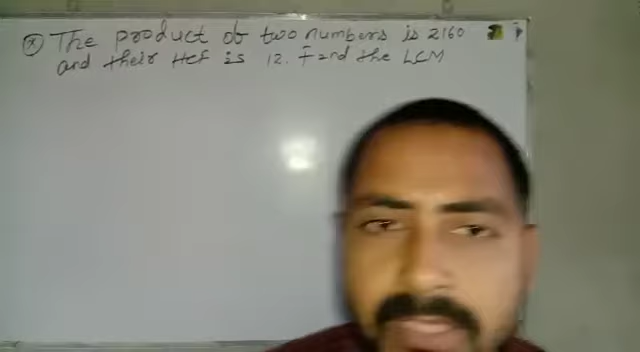 (x) The product of two numbers is 2160
and their HCF is 12. Find the LCM